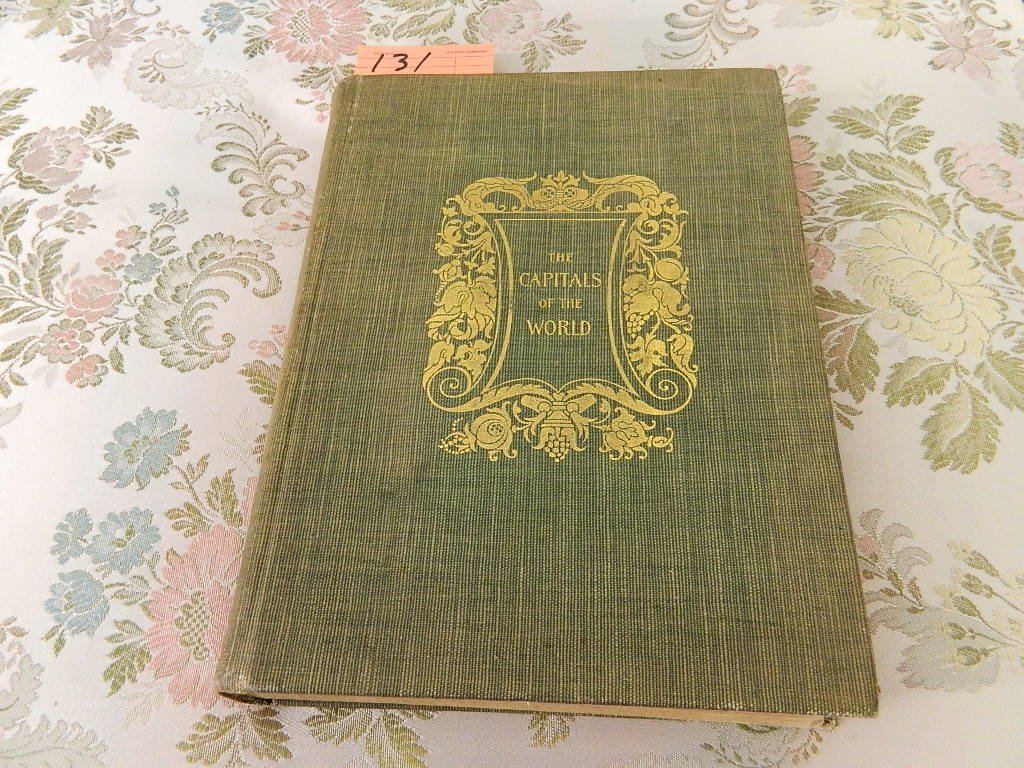 131
THE
CAPITALS
OF THE
WORLD